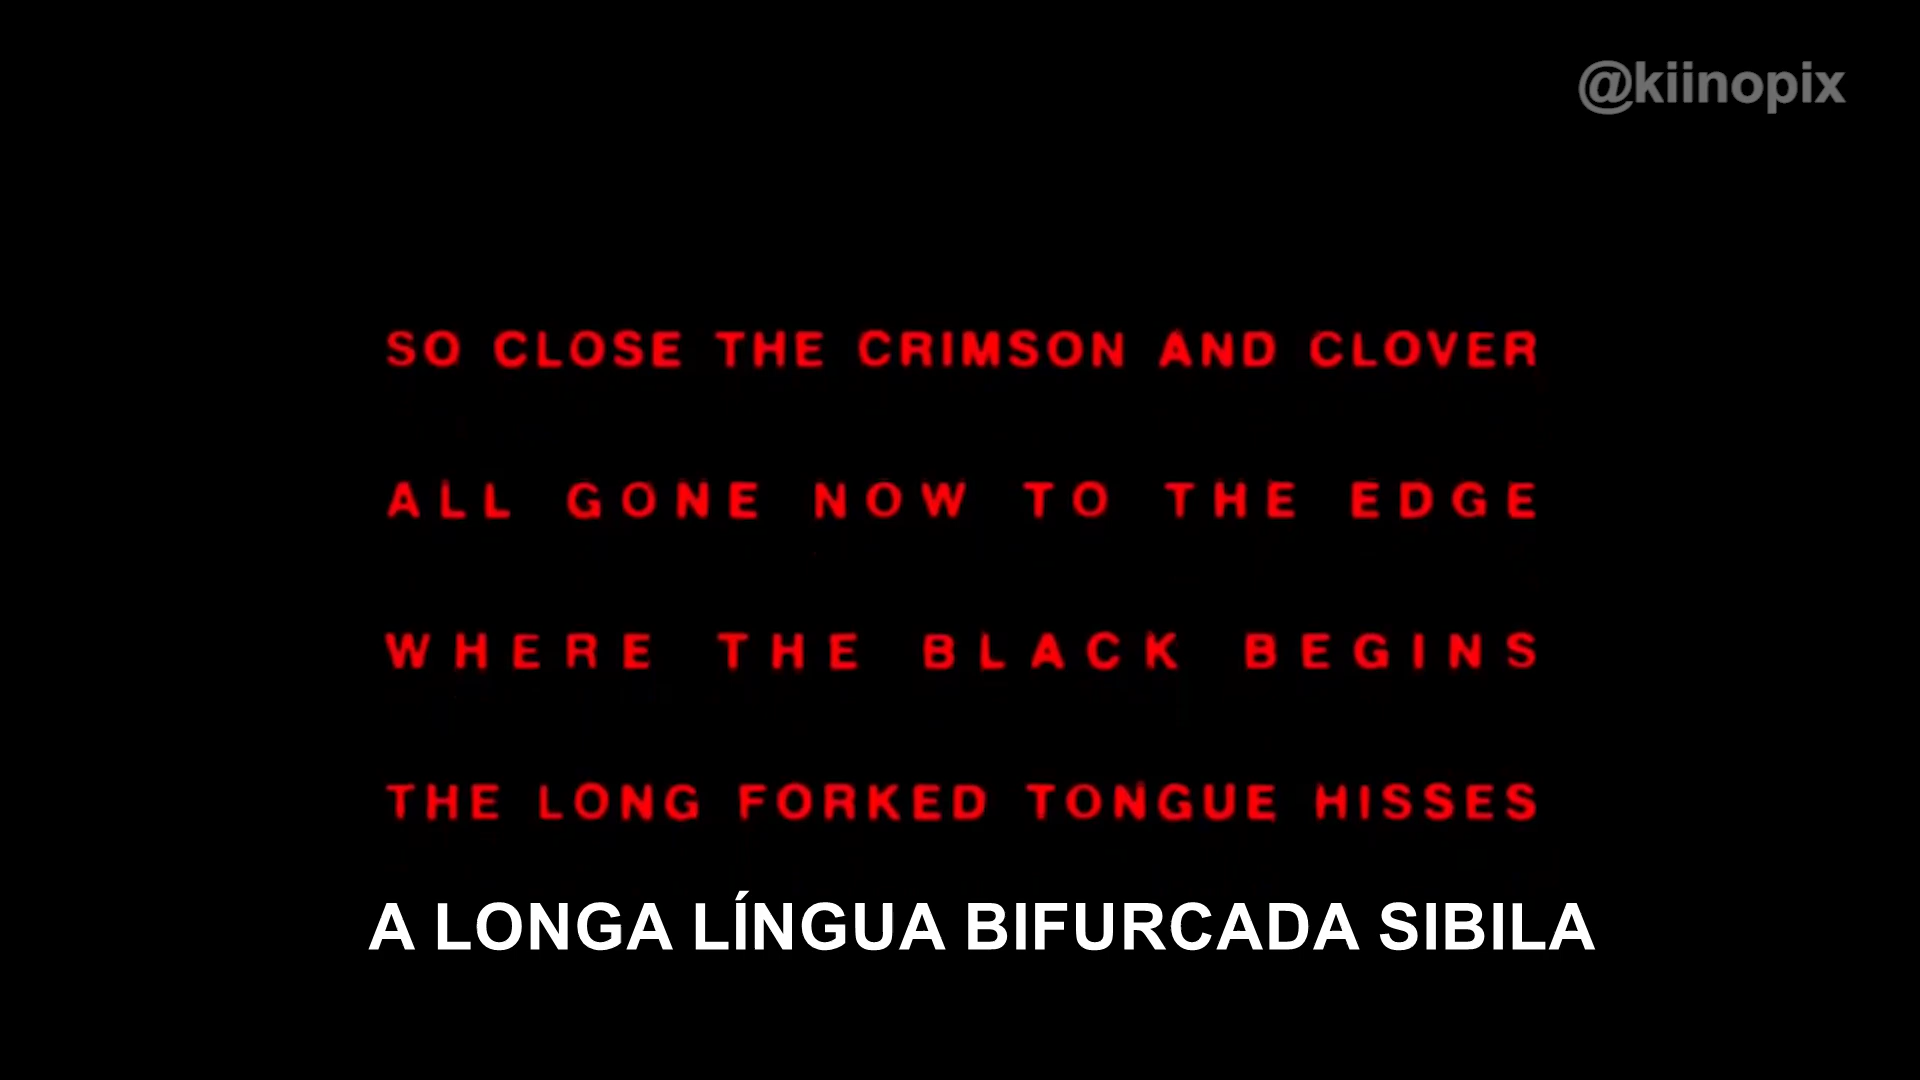 @kiinopix
SO CLOSE THE CRIMSON AND CLOVER
ALL GONE NOW TO THE EDGE
WHERE THE BLACK BEGINS
THE LONG FORKED TONGUE HISSES
A LONGA LÍNGUA BIFURCADA SIBILA